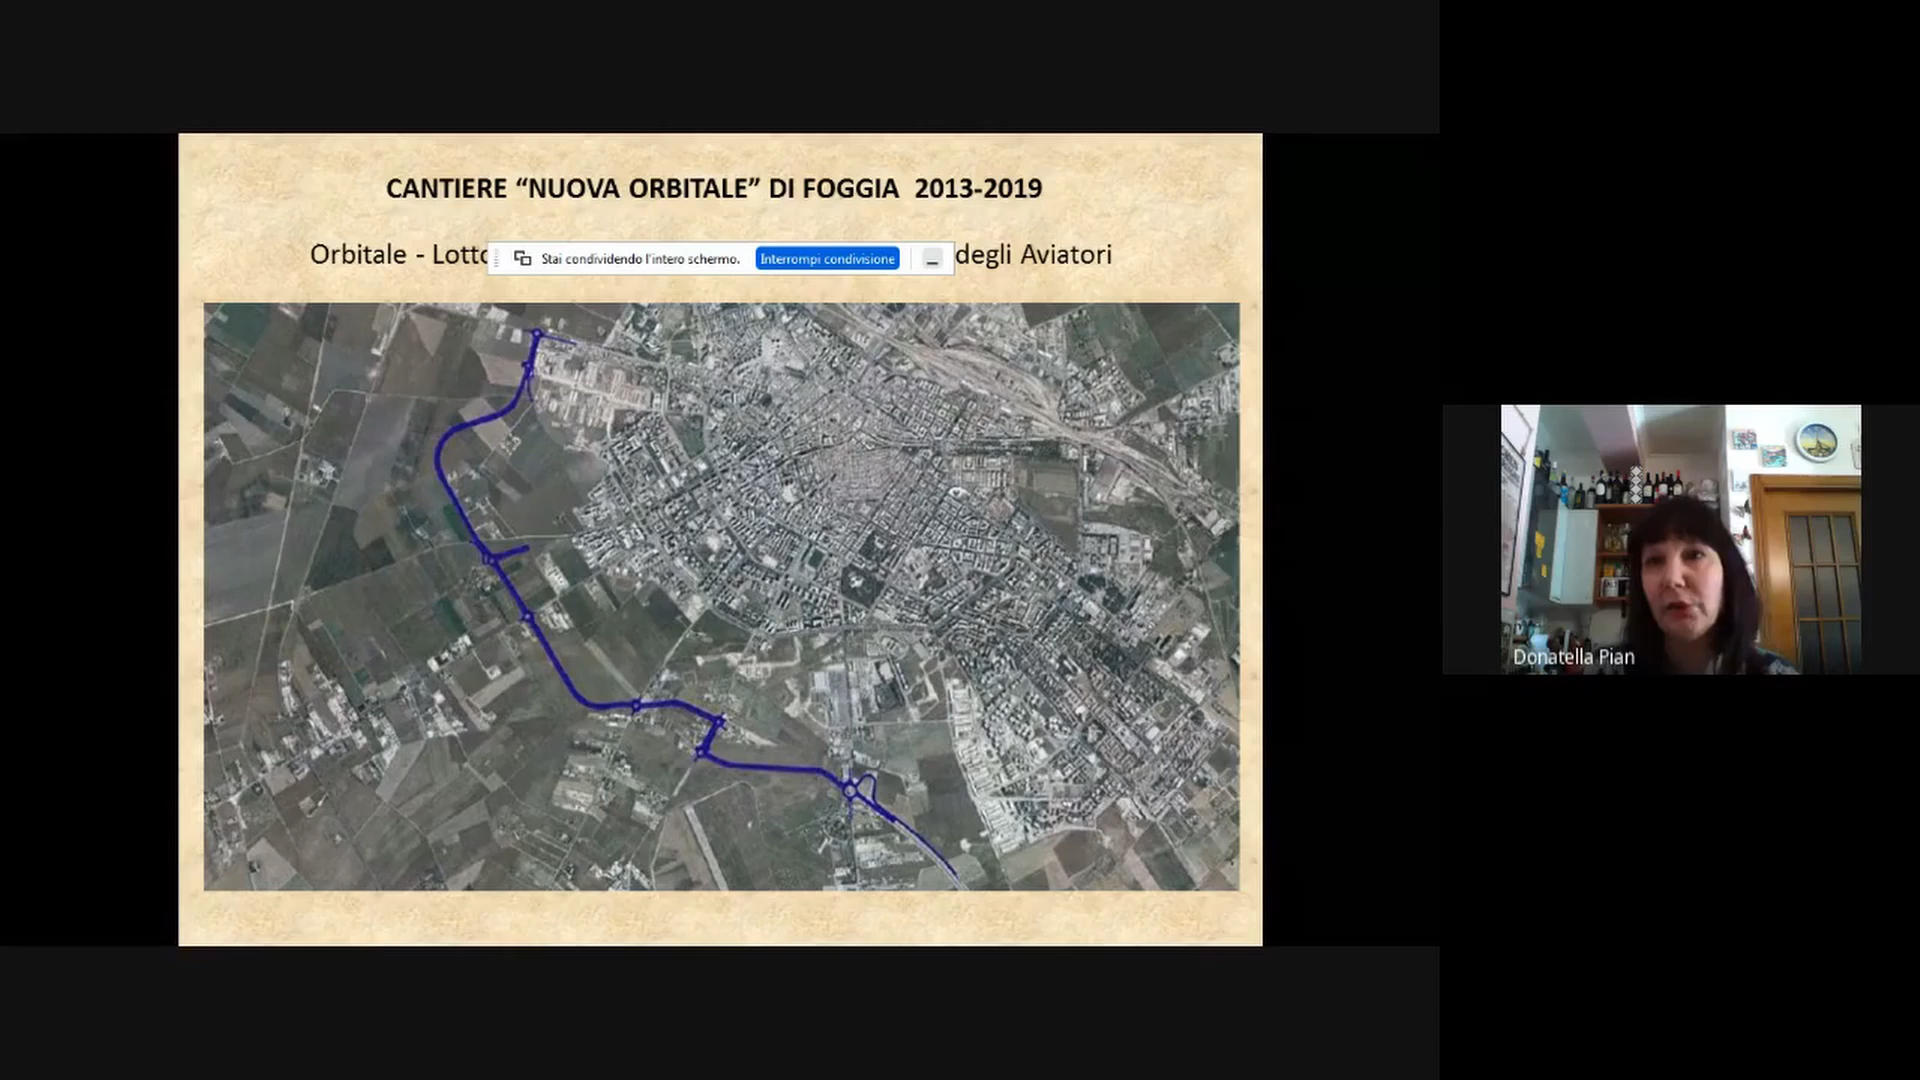 CANTIERE “NUOVA ORBITALE” DI FOGGIA 2013-2019
Orbitale - Lotto degli Aviatori
Stai condividendo l'intero schermo. Interrompi condivisione
Donatella Pian